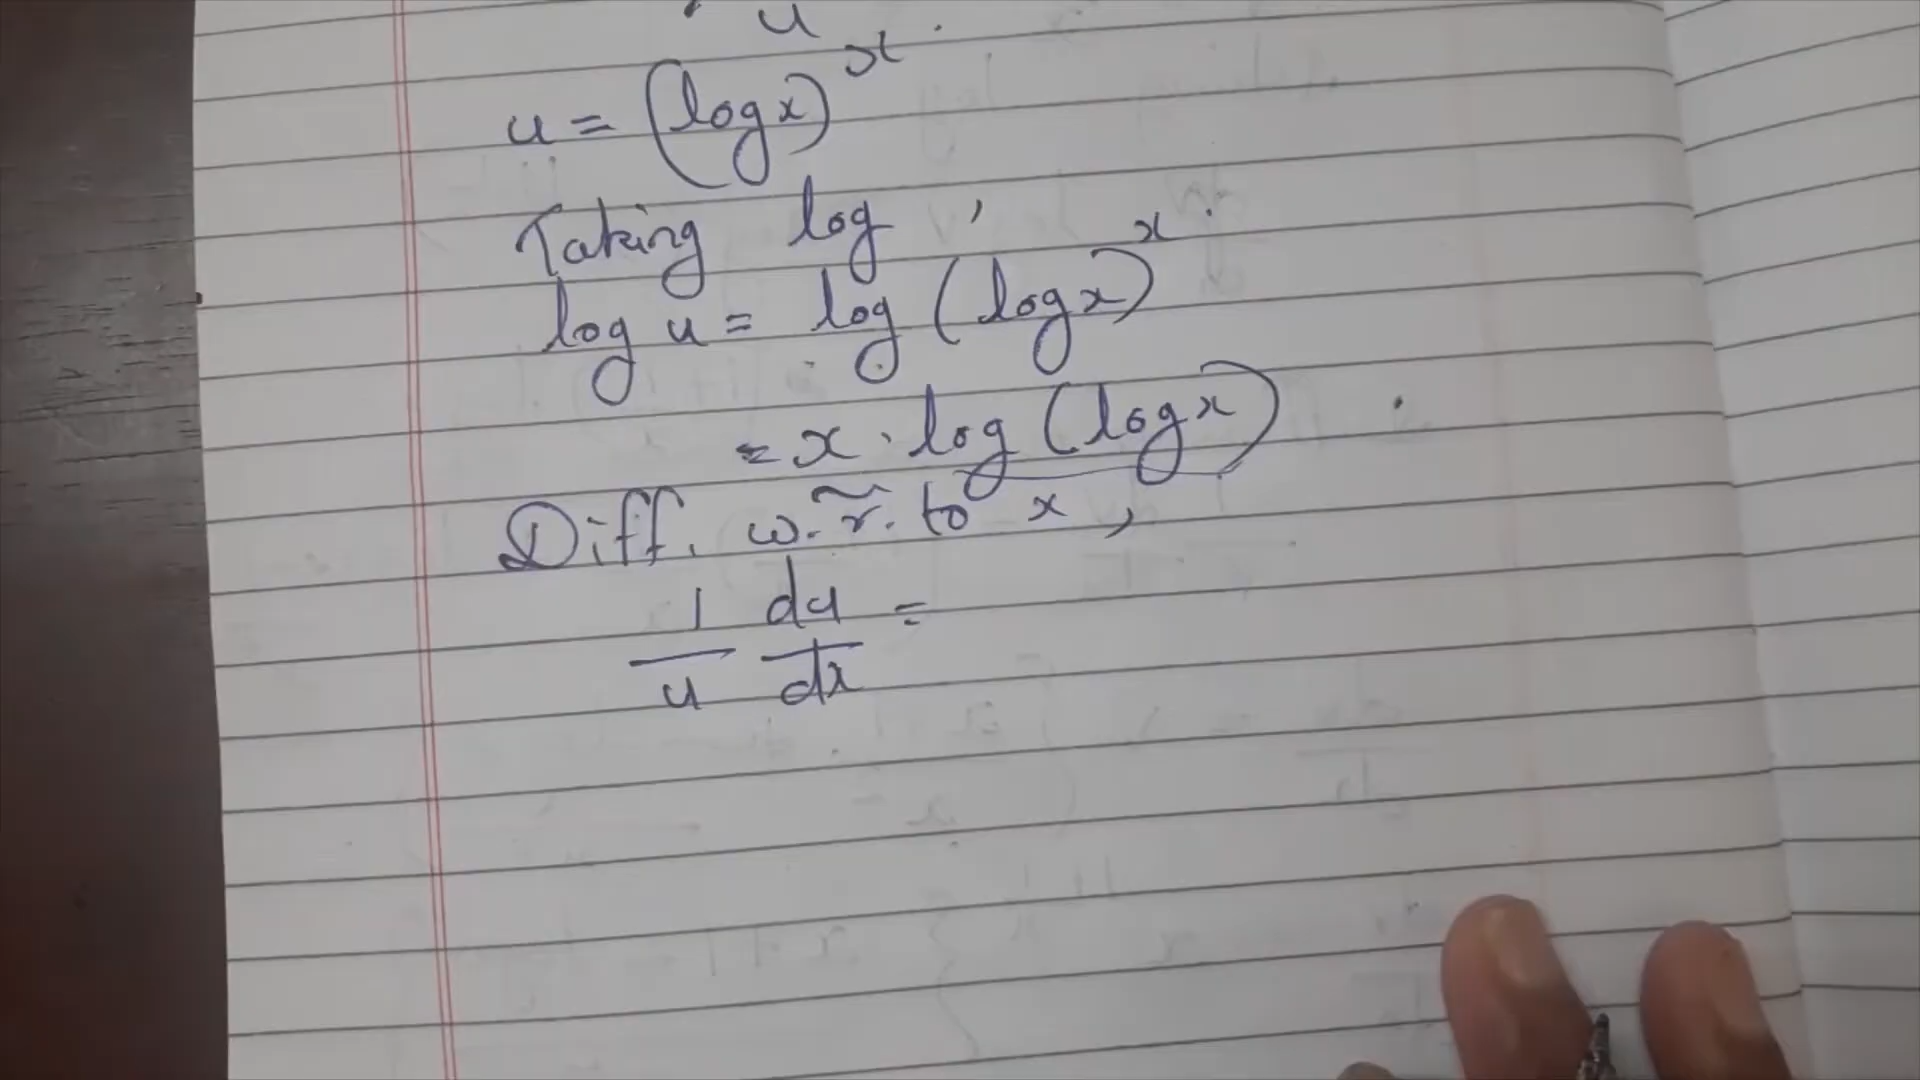 u
u = (log x)^x
Taking log,
log u = log (log x)^x
= x · log (log x)
Diff. w.r. to x,
1/u du/dx =